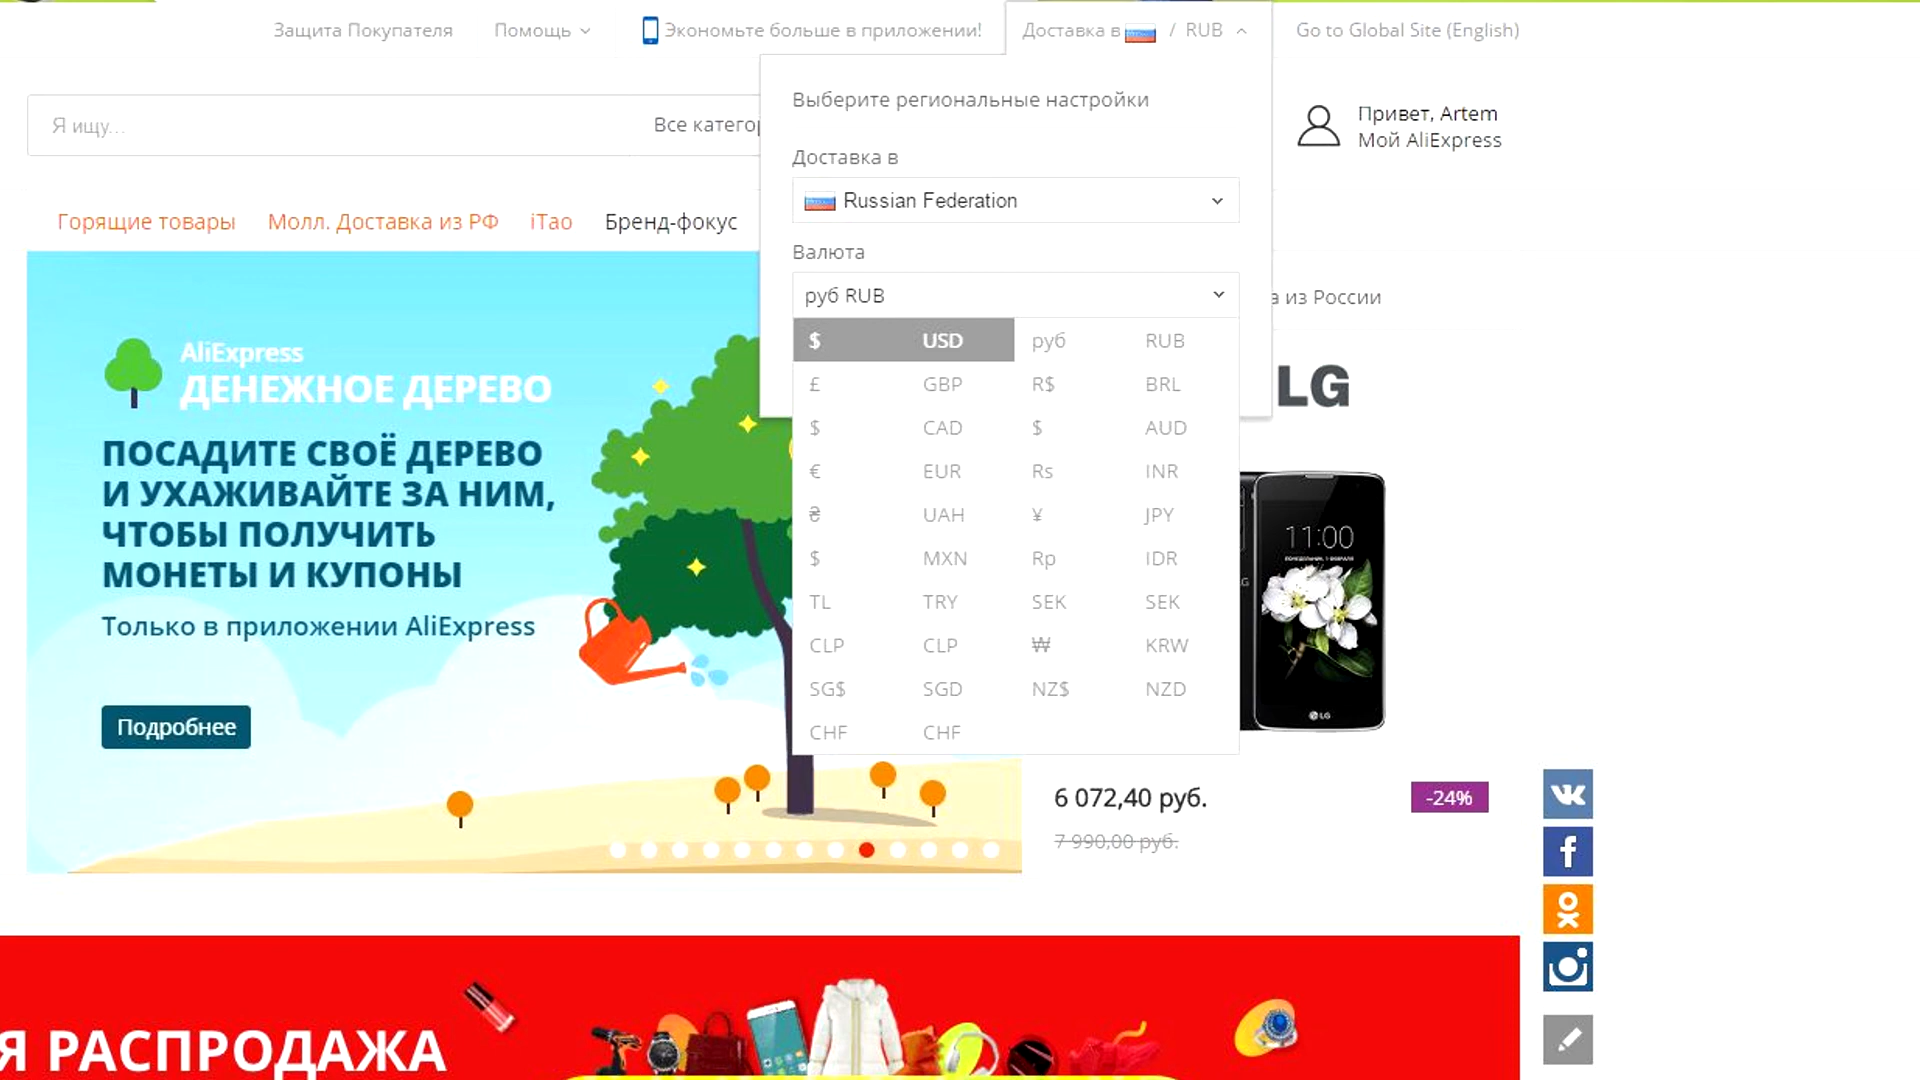 Защита Покупателя
Помощь
Экономьте больше в приложении!
Доставка в / RUB
Go to Global Site (English)
Выберите региональные настройки
Я ищу...
Привет, Artem
Мой AliExpress
Доставка в
Russian Federation
Горящие товары
Молл. Доставка из РФ
iТао
Бренд-фокус
Валюта
руб RUB
из России
$ USD руб RUB
£ GBP R$ BRL
$ CAD $ AUD
€ EUR Rs INR
₴ UAH ¥ JPY
$ MXN Rp IDR
TL TRY SEK SEK
CLP CLP ₩ KRW
SG$ SGD NZ$ NZD
CHF CHF
AliExpress
ДЕНЕЖНОЕ ДЕРЕВО
ПОСАДИТЕ СВОЁ ДЕРЕВО
И УХАЖИВАЙТЕ ЗА НИМ,
ЧТОБЫ ПОЛУЧИТЬ
МОНЕТЫ И КУПОНЫ
Только в приложении AliExpress
Подробнее
LG
11:00
LG
6 072,40 руб.
-24%
7 990,00 руб.
Я РАСПРОДАЖА